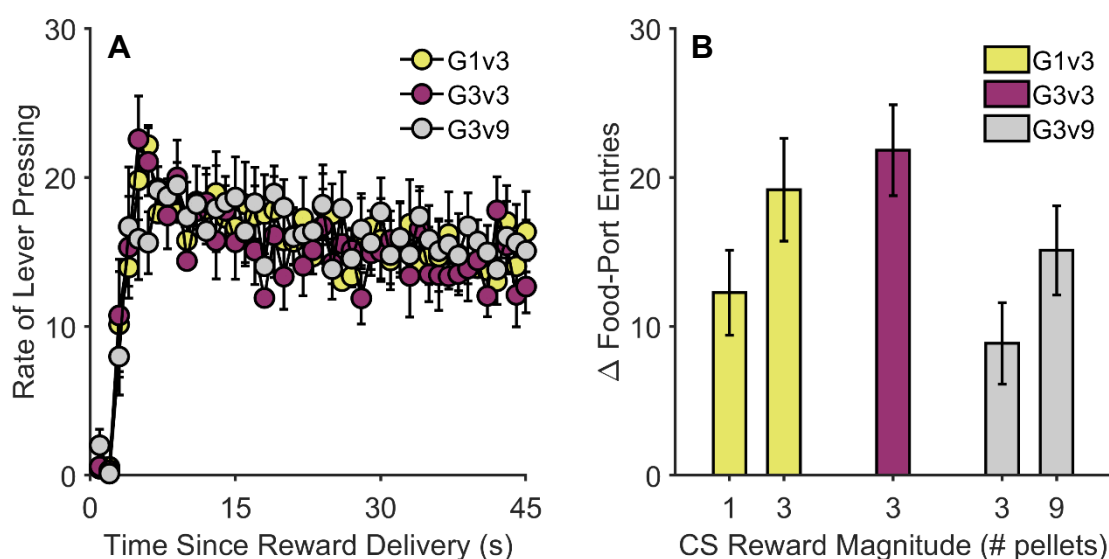 A
G1v3
G3v3
G3v9
30
20
10
0
Rate of Lever Pressing
0 15 30 45
Time Since Reward Delivery (s)
B
G1v3
G3v3
G3v9
30
20
10
0
Δ Food-Port Entries
1 3 3 3 9
CS Reward Magnitude (# pellets)